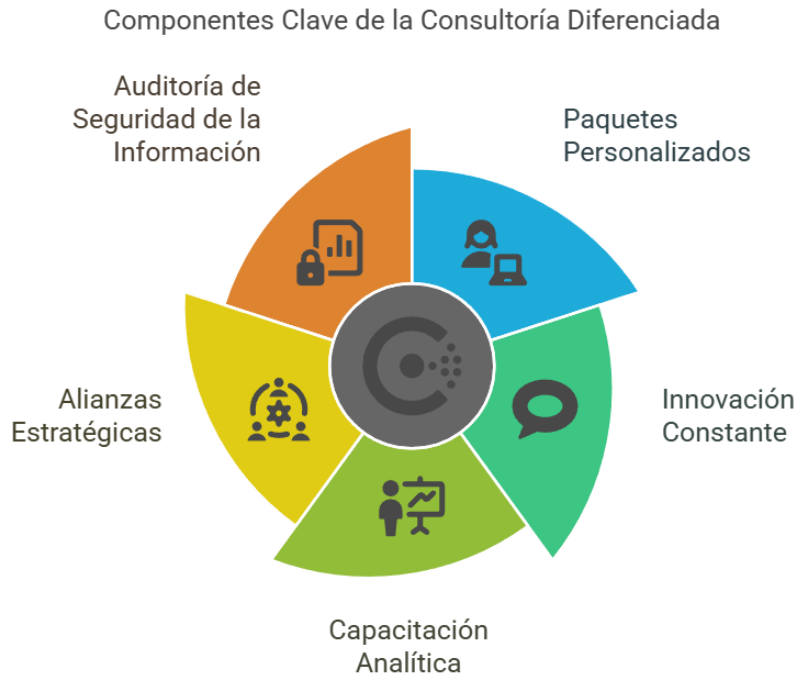 Componentes Clave de la Consultoría Diferenciada
Auditoría de
Seguridad de la
Información
Paquetes
Personalizados
Alianzas
Estratégicas
Innovación
Constante
Capacitación
Analítica